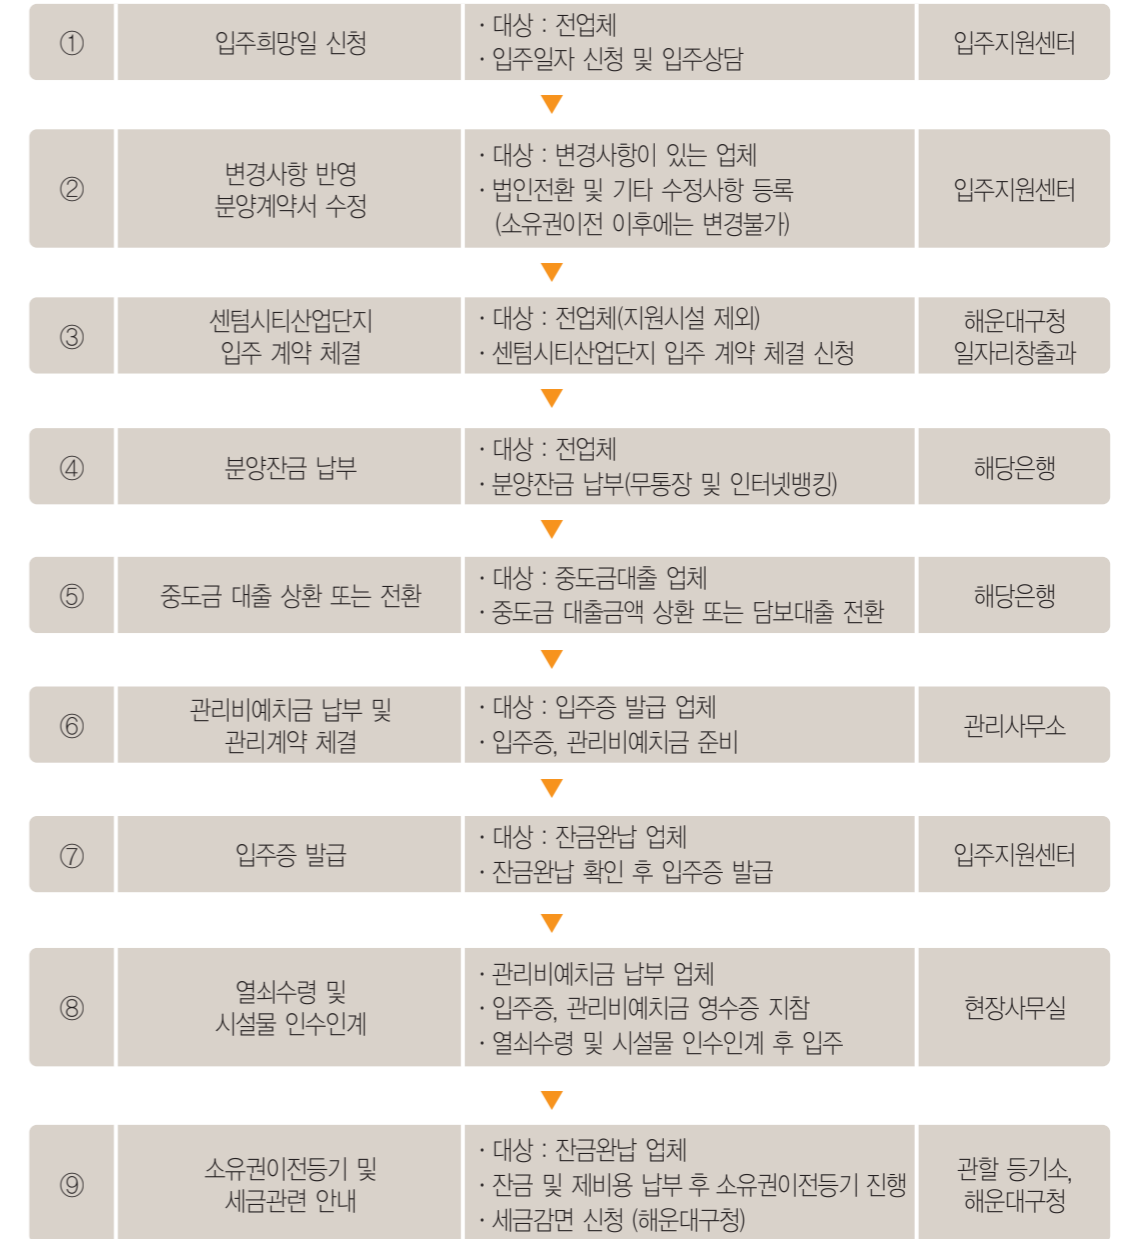 ①
입주희망일 신청
· 대상 : 전업체
· 입주일자 신청 및 입주상담
입주지원센터
②
변경사항 반영
분양계약서 수정
· 대상 : 변경사항이 있는 업체
· 법인전환 및 기타 수정사항 등록
(소유권이전 이후에는 변경불가)
입주지원센터
③
센텀시티산업단지
입주 계약 체결
· 대상 : 전업체(지원시설 제외)
· 센텀시티산업단지 입주 계약 체결 신청
해운대구청
일자리창출과
④
분양잔금 납부
· 대상 : 전업체
· 분양잔금 납부(무통장 및 인터넷뱅킹)
해당은행
⑤
중도금 대출 상환 또는 전환
· 대상 : 중도금대출 업체
· 중도금 대출금액 상환 또는 담보대출 전환
해당은행
⑥
관리비예치금 납부 및
관리계약 체결
· 대상 : 입주증 발급 업체
· 입주증, 관리비예치금 준비
관리사무소
⑦
입주증 발급
· 대상 : 잔금완납 업체
· 잔금완납 확인 후 입주증 발급
입주지원센터
⑧
열쇠수령 및
시설물 인수인계
· 관리비예치금 납부 업체
· 입주증, 관리비예치금 영수증 지참
· 열쇠수령 및 시설물 인수인계 후 입주
현장사무실
⑨
소유권이전등기 및
세금관련 안내
· 대상 : 잔금완납 업체
· 잔금 및 제비용 납부 후 소유권이전등기 진행
· 세금감면 신청 (해운대구청)
관할 등기소,
해운대구청